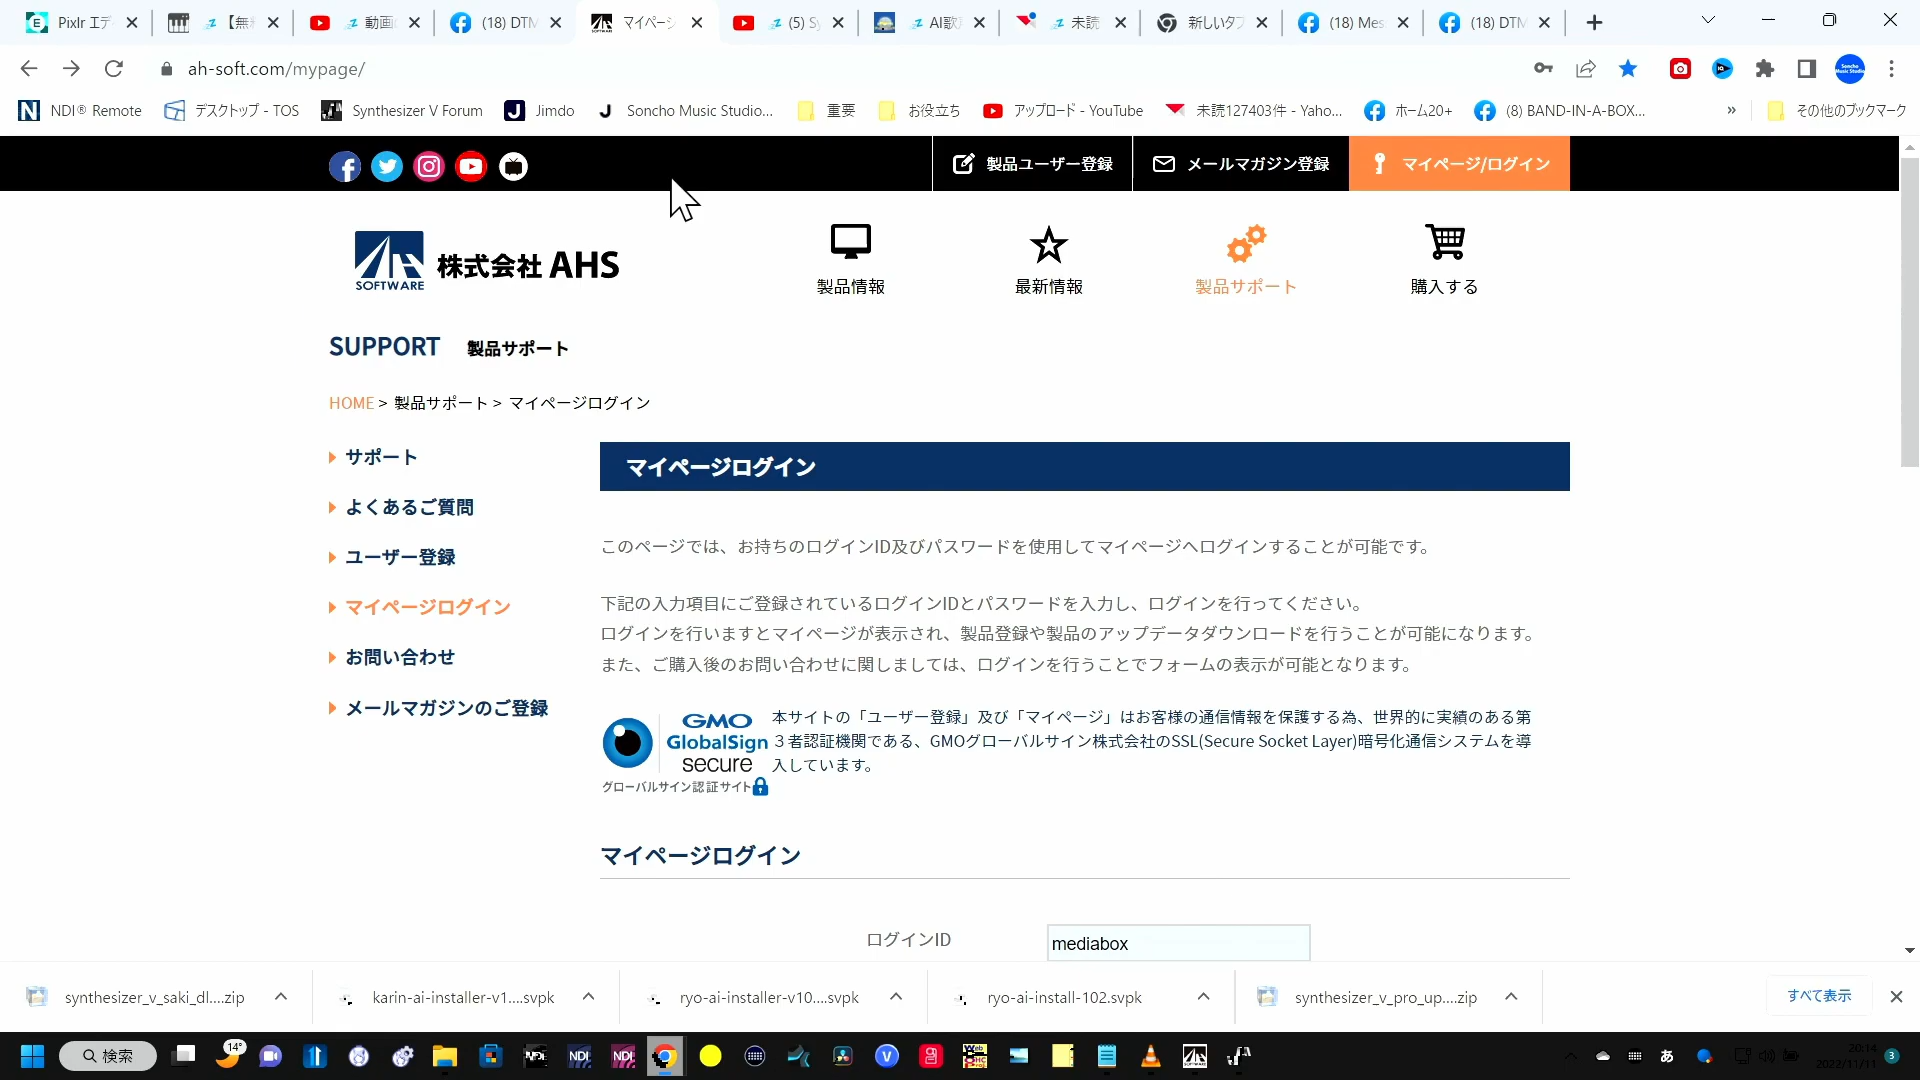 Pixlr エデ
【無料
動画の
(18) DTM
マイページ
(5) Sy
AI歌声
未読
新しいタブ
(18) Mes
(18) DTM
ah-soft.com/mypage/
NDI® Remote
デスクトップ - TOS
Synthesizer V Forum
Jimdo
Soncho Music Studio...
重要
お役立ち
アップロード - YouTube
未読127403件 - Yaho...
ホーム20+
(8) BAND-IN-A-BOX...
»
その他のブックマーク
製品ユーザー登録
メールマガジン登録
マイページ/ログイン
SOFTWARE
株式会社 AHS
製品情報
最新情報
製品サポート
購入する
SUPPORT 製品サポート
HOME > 製品サポート > マイページログイン
サポート
よくあるご質問
ユーザー登録
マイページログイン
お問い合わせ
メールマガジンのご登録
マイページログイン
このページでは、お持ちのログインID及びパスワードを使用してマイページへログインすることが可能です。
下記の入力項目にご登録されているログインIDとパスワードを入力し、ログインを行ってください。
ログインを行いますとマイページが表示され、製品登録や製品のアップデータダウンロードを行うことが可能になります。
また、ご購入後のお問い合わせに関しましては、ログインを行うことでフォームの表示が可能となります。
GMO
GlobalSign
secure
グローバルサイン認証サイト
本サイトの「ユーザー登録」及び「マイページ」はお客様の通信情報を保護する為、世界的に実績のある第
３者認証機関である、GMOグローバルサイン株式会社のSSL(Secure Socket Layer)暗号化通信システムを導
入しています。
マイページログイン
ログインID
mediabox
synthesizer_v_saki_dl....zip
karin-ai-installer-v1....svpk
ryo-ai-installer-v10....svpk
ryo-ai-install-102.svpk
synthesizer_v_pro_up....zip
すべて表示
検索
14°
あ
20:14
2022/11/11
3